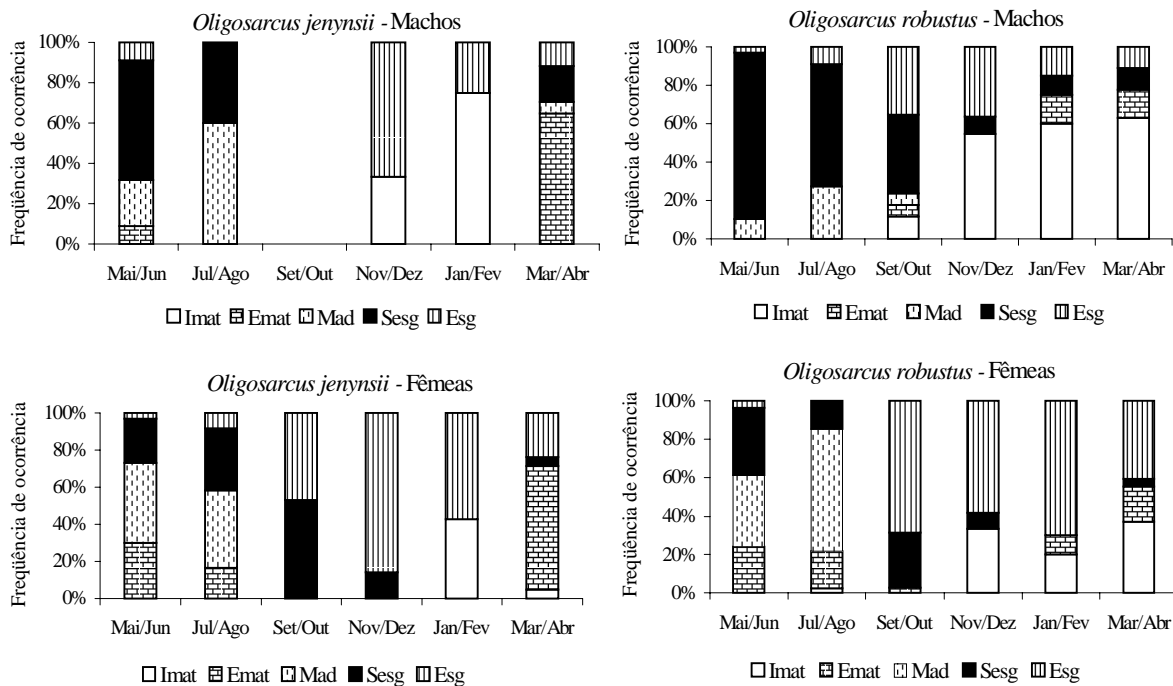 Oligosarcus jenynsii - Machos
Freqüência de ocorrência
100%
80%
60%
40%
20%
0%
Mai/Jun Jul/Ago Set/Out Nov/Dez Jan/Fev Mar/Abr
Imat Emat Mad Sesg Esg
Oligosarcus robustus - Machos
Freqüência de ocorrência
100%
80%
60%
40%
20%
0%
Mai/Jun Jul/Ago Set/Out Nov/Dez Jan/Fev Mar/Abr
Imat Emat Mad Sesg Esg
Oligosarcus jenynsii - Fêmeas
Freqüência de ocorrência
100%
80%
60%
40%
20%
0%
Mai/Jun Jul/Ago Set/Out Nov/Dez Jan/Fev Mar/Abr
Imat Emat Mad Sesg Esg
Oligosarcus robustus - Fêmeas
Freqüência de ocorrência
100%
80%
60%
40%
20%
0%
Mai/Jun Jul/Ago Set/Out Nov/Dez Jan/Fev Mar/Abr
Imat Emat Mad Sesg Esg